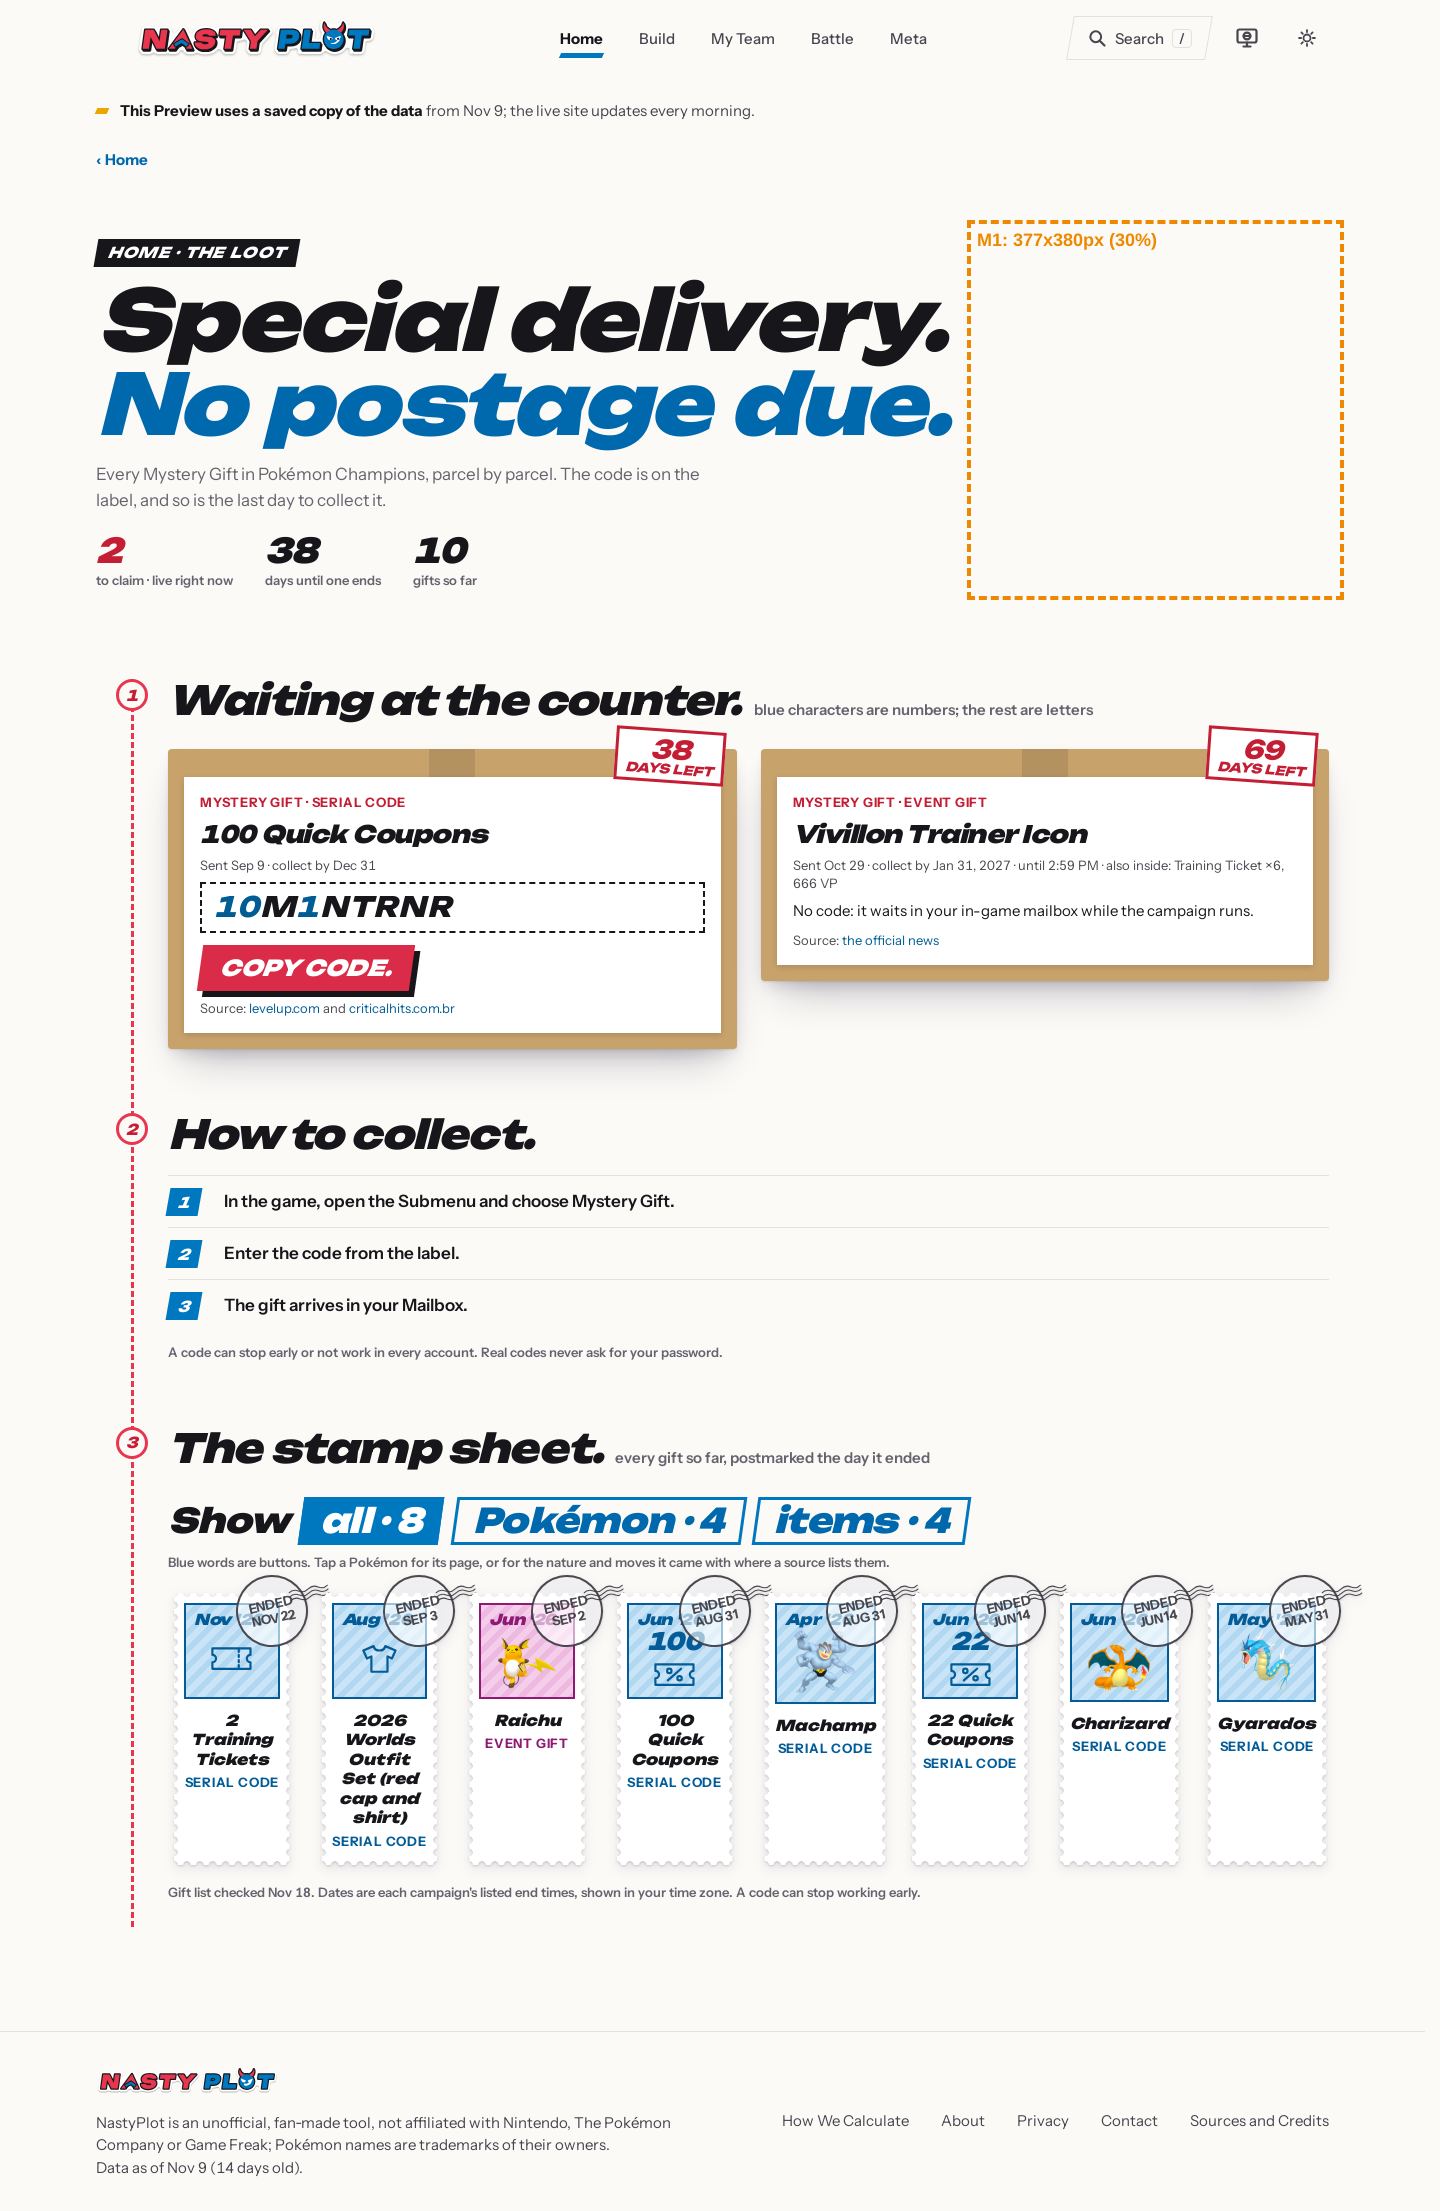 NASTY PLOT
Home
Build
My Team
Battle
Meta
Search /
This Preview uses a saved copy of the data from Nov 9; the live site updates every morning.
‹ Home
HOME · THE LOOT
M1: 377x380px (30%)
Special delivery.
No postage due.
Every Mystery Gift in Pokémon Champions, parcel by parcel. The code is on the
label, and so is the last day to collect it.
2
to claim · live right now
38
days until one ends
10
gifts so far
1
Waiting at the counter. blue characters are numbers; the rest are letters
38
DAYS LEFT
MYSTERY GIFT · SERIAL CODE
100 Quick Coupons
Sent Sep 9 · collect by Dec 31
10M1NTRNR
COPY CODE.
Source: levelup.com and criticalhits.com.br
69
DAYS LEFT
MYSTERY GIFT · EVENT GIFT
Vivillon Trainer Icon
Sent Oct 29 · collect by Jan 31, 2027 · until 2:59 PM · also inside: Training Ticket ×6,
666 VP
No code: it waits in your in-game mailbox while the campaign runs.
Source: the official news
2
How to collect.
1
In the game, open the Submenu and choose Mystery Gift.
2
Enter the code from the label.
3
The gift arrives in your Mailbox.
A code can stop early or not work in every account. Real codes never ask for your password.
3
The stamp sheet. every gift so far, postmarked the day it ended
Show all · 8 Pokémon · 4 items · 4
Blue words are buttons. Tap a Pokémon for its page, or for the nature and moves it came with where a source lists them.
Nov
ENDED
NOV 22
2
Training
Tickets
SERIAL CODE
Aug
ENDED
SEP 3
2026
Worlds
Outfit
Set (red
cap and
shirt)
SERIAL CODE
Jun
ENDED
SEP 2
Raichu
EVENT GIFT
Jun
ENDED
AUG 31
100
100
Quick
Coupons
SERIAL CODE
Apr
ENDED
AUG 31
Machamp
SERIAL CODE
Jun
ENDED
JUN 14
22
22 Quick
Coupons
SERIAL CODE
Jun
ENDED
JUN 14
Charizard
SERIAL CODE
May
ENDED
MAY 31
Gyarados
SERIAL CODE
Gift list checked Nov 18. Dates are each campaign's listed end times, shown in your time zone. A code can stop working early.
NASTY PLOT
NastyPlot is an unofficial, fan-made tool, not affiliated with Nintendo, The Pokémon
Company or Game Freak; Pokémon names are trademarks of their owners.
Data as of Nov 9 (14 days old).
How We Calculate
About
Privacy
Contact
Sources and Credits